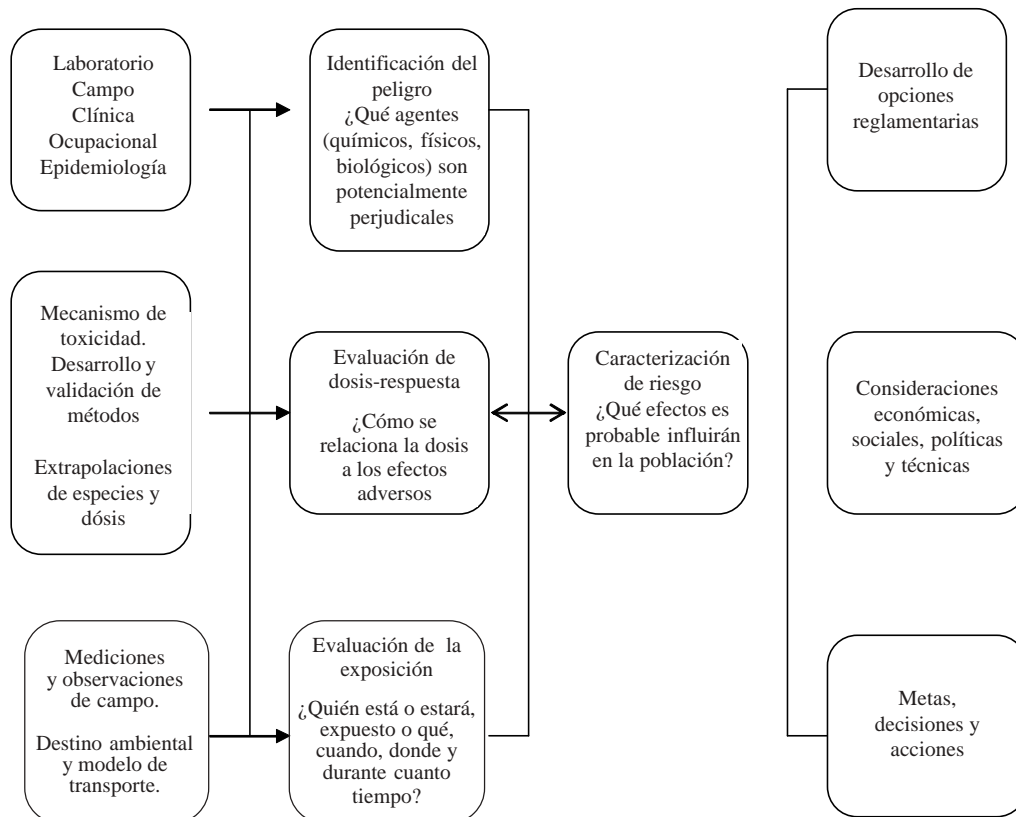 Laboratorio
Campo
Clínica
Ocupacional
Epidemiología
Identificación del
peligro
¿Qué agentes
(químicos, físicos,
biológicos) son
potencialmente
perjudicales
Desarrollo de
opciones
reglamentarias
Mecanismo de
toxicidad.
Desarrollo y
validación de
métodos
Extrapolaciones
de especies y
dósis
Evaluación de
dosis-respuesta
¿Cómo se
relaciona la dosis
a los efectos
adversos
Caracterización
de riesgo
¿Qué efectos es
probable influirán
en la población?
Consideraciones
económicas,
sociales, políticas
y técnicas
Mediciones
y observaciones
de campo.
Destino ambiental
y modelo de
transporte.
Evaluación de la
exposición
¿Quién está o estará,
expuesto o qué,
cuando, donde y
durante cuanto
tiempo?
Metas,
decisiones y
acciones